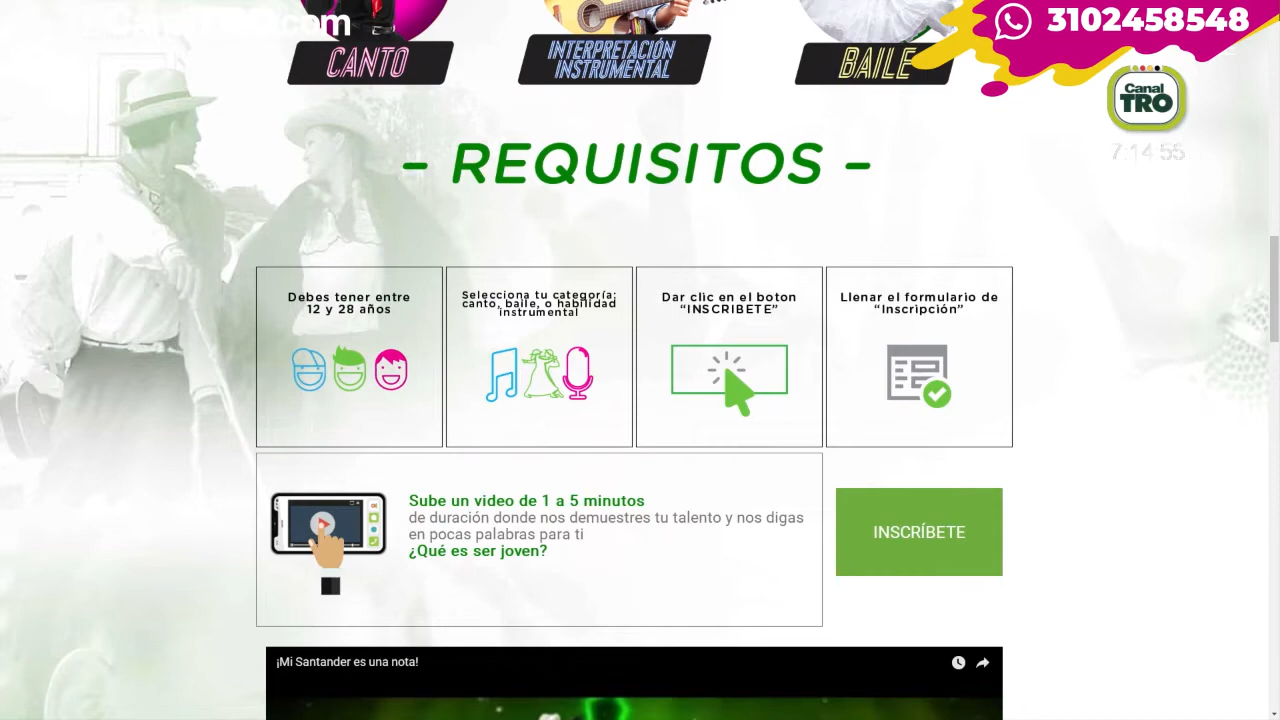 3102458548
CANTO
INTERPRETACIÓN
INSTRUMENTAL
BAILE
Canal
TRO
7:14:55
- REQUISITOS -
Debes tener entre
12 y 28 años
Selecciona tu categoría:
canto, baile, o habilidad
instrumental
Dar clic en el boton
“INSCRIBETE”
Llenar el formulario de
“Inscripción”
Sube un video de 1 a 5 minutos
de duración donde nos demuestres tu talento y nos digas
en pocas palabras para ti
¿Qué es ser joven?
INSCRÍBETE
¡Mi Santander es una nota!